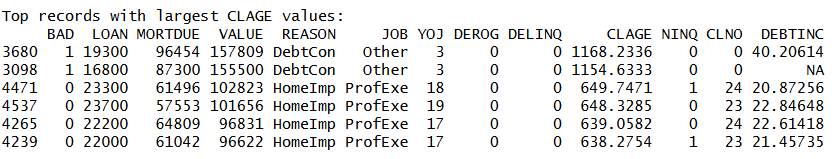 Top records with largest CLAGE values:
BAD LOAN MORTDUE VALUE REASON JOB YOJ DEROG DELINQ CLAGE NINQ CLNO DEBTINC
3680 1 19300 96454 157809 DebtCon Other 3 0 0 1168.2336 0 0 40.20614
3098 1 16800 87300 155500 DebtCon Other 3 0 0 1154.6333 0 0 NA
4471 0 23300 61496 102823 HomeImp ProfExe 18 0 0 649.7471 1 24 20.87256
4537 0 23700 57553 101656 HomeImp ProfExe 19 0 0 648.3285 0 23 22.84648
4265 0 22200 64809 96831 HomeImp ProfExe 17 0 0 639.0582 0 24 22.61418
4239 0 22000 61042 96622 HomeImp ProfExe 17 0 0 638.2754 1 23 21.45735